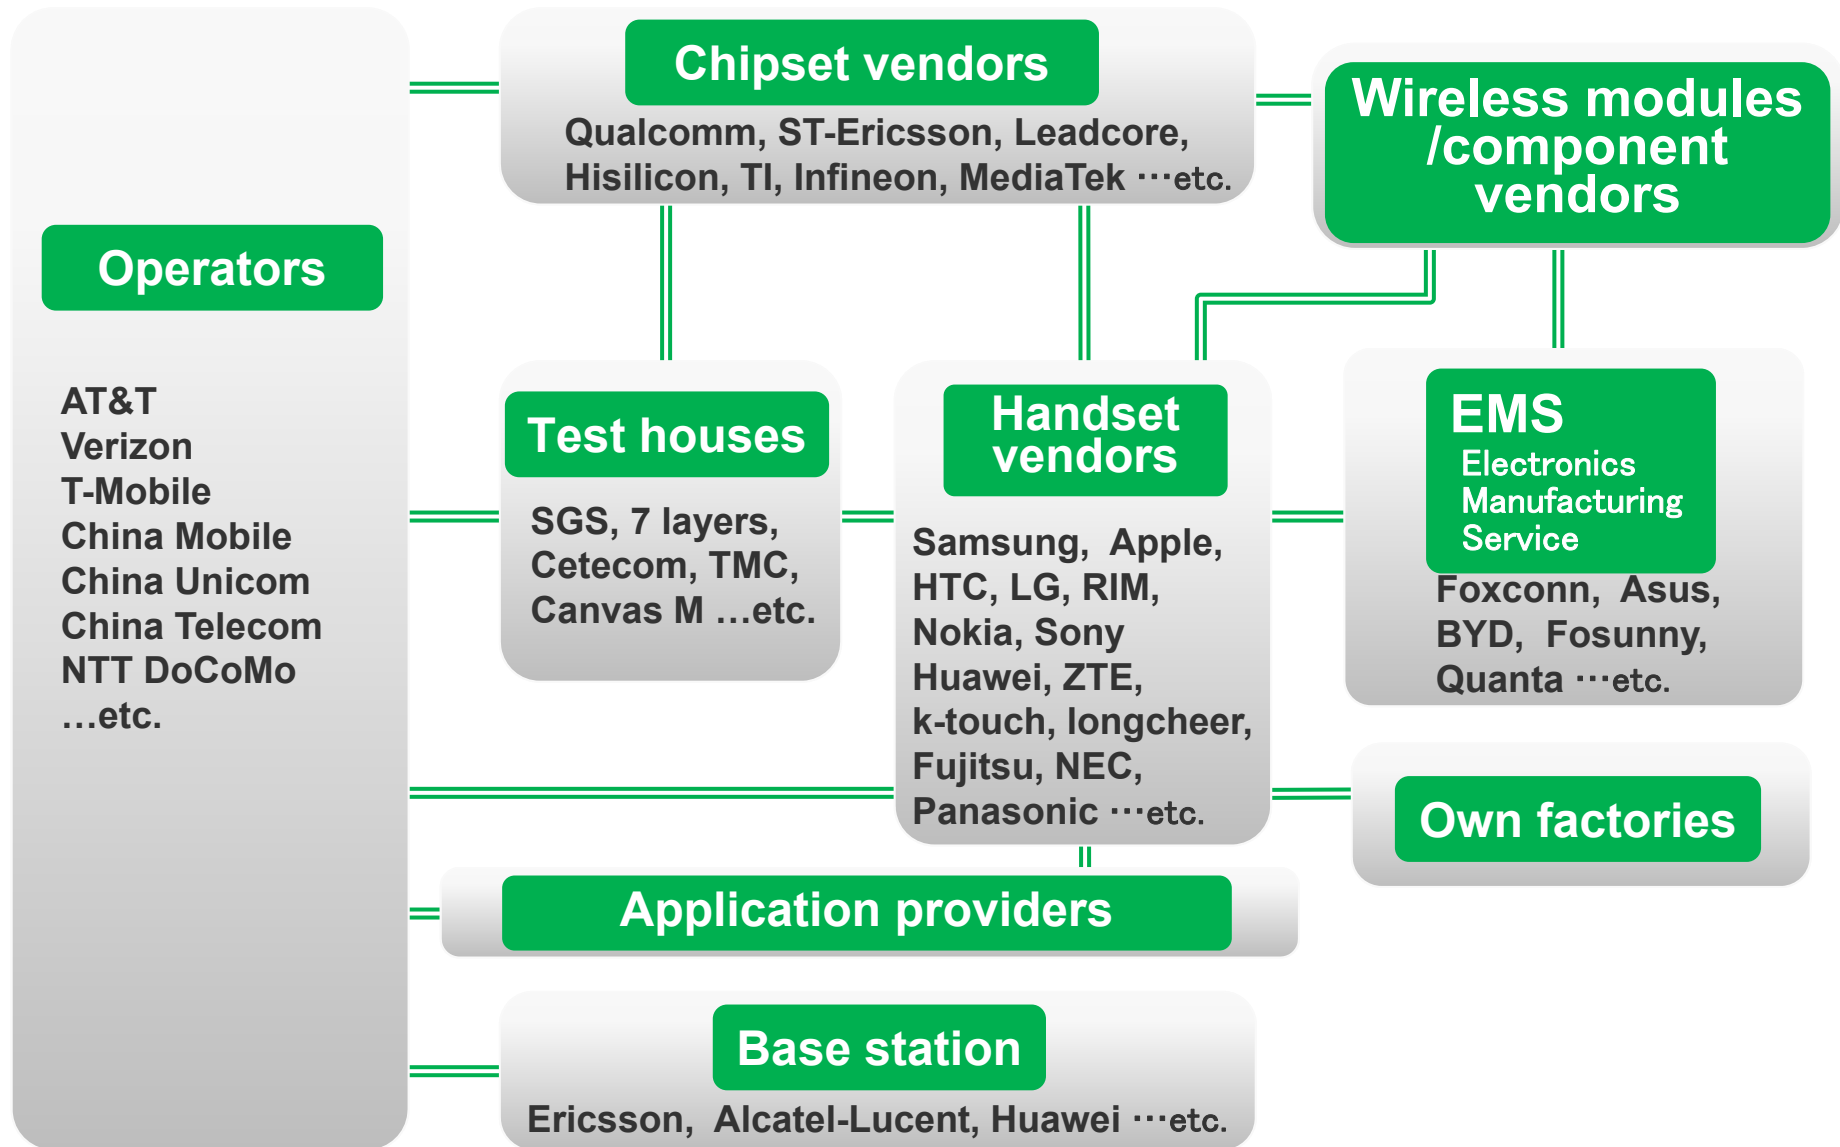 Chipset vendors
Qualcomm, ST-Ericsson, Leadcore,
Hisilicon, TI, Infineon, MediaTek ⋯etc.
Wireless modules
/component
vendors
Operators
AT&T
Verizon
T-Mobile
China Mobile
China Unicom
China Telecom
NTT DoCoMo
…etc.
Test houses
SGS, 7 layers,
Cetecom, TMC,
Canvas M …etc.
Handset
vendors
Samsung, Apple,
HTC, LG, RIM,
Nokia, Sony
Huawei, ZTE,
k-touch, longcheer,
Fujitsu, NEC,
Panasonic ⋯etc.
EMS
Electronics
Manufacturing
Service
Foxconn, Asus,
BYD, Fosunny,
Quanta ⋯etc.
Own factories
Application providers
Base station
Ericsson, Alcatel-Lucent, Huawei ⋯etc.